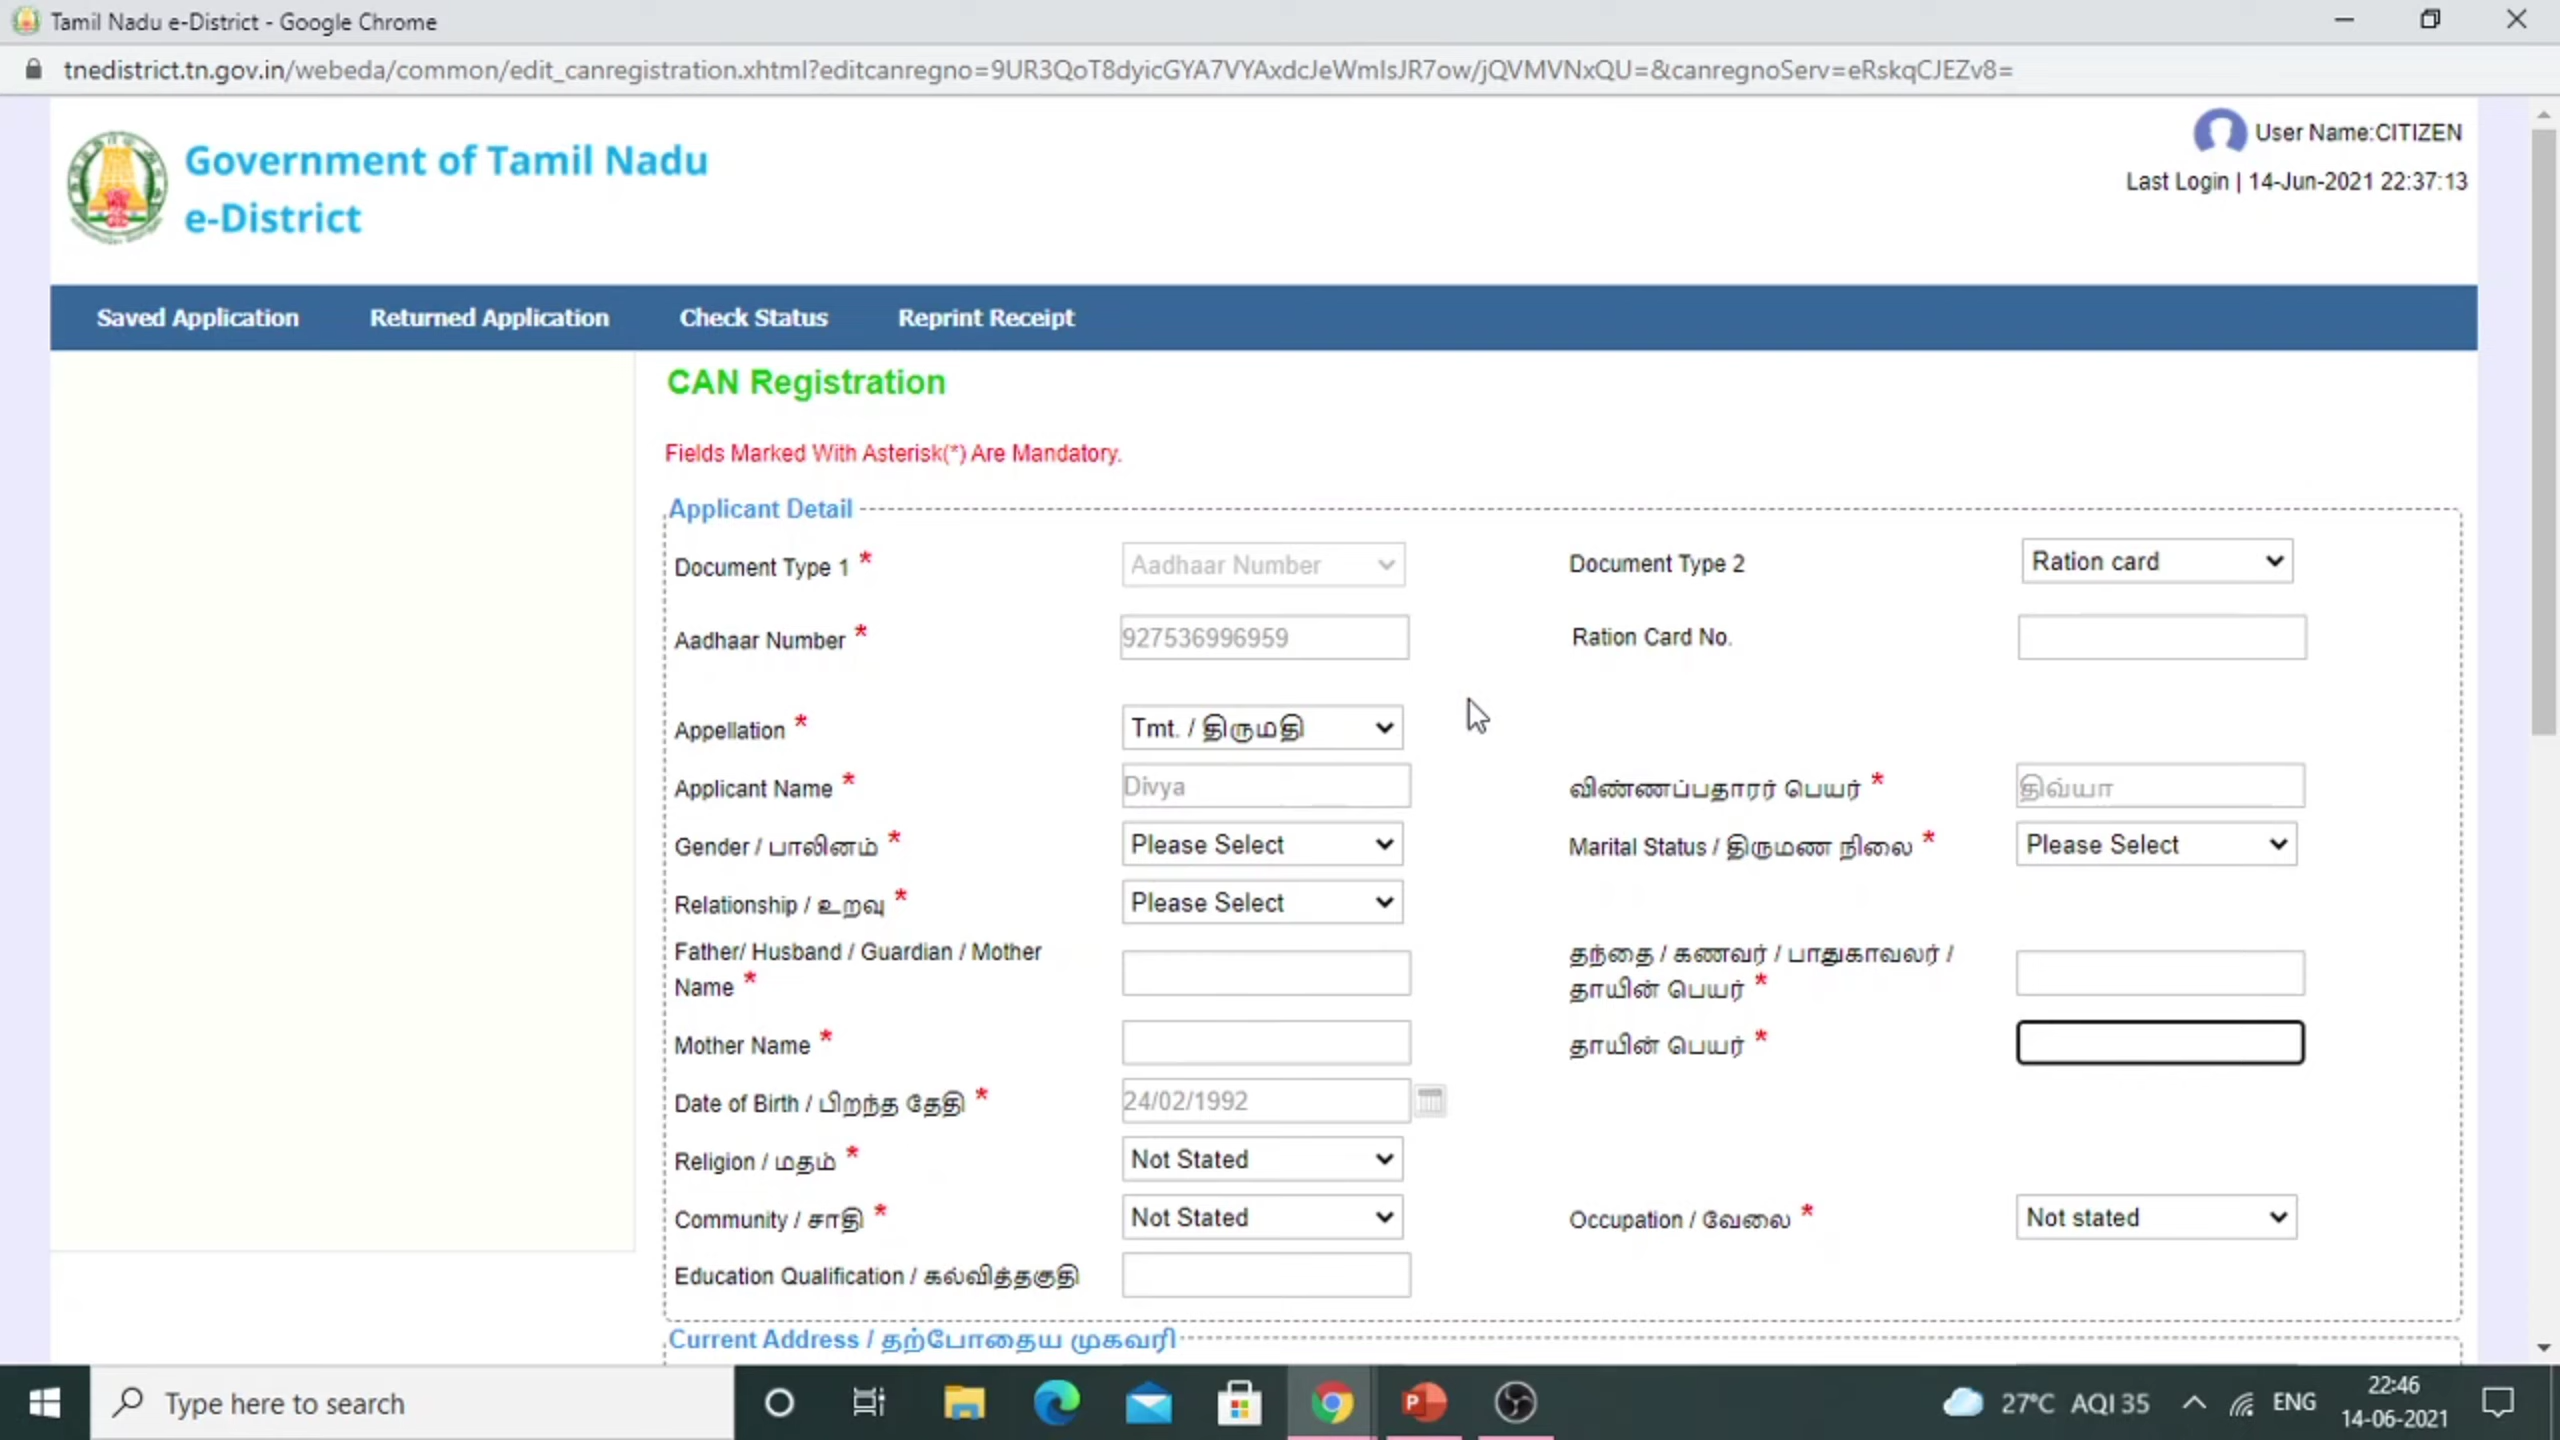 Tamil Nadu e-District - Google Chrome
tnedistrict.tn.gov.in/webeda/common/edit_canregistration.xhtml?editcanregno=9UR3QoT8dyicGYA7VYAxdcJeWmIsJR7ow/jQVMVNxQU=&canregnoServ=eRskqCJEZv8=
Government of Tamil Nadu
e-District
User Name:CITIZEN
Last Login | 14-Jun-2021 22:37:13
Saved Application Returned Application Check Status Reprint Receipt
CAN Registration
Fields Marked With Asterisk(*) Are Mandatory.
Applicant Detail
Document Type 1 * Aadhaar Number Document Type 2 Ration card
Aadhaar Number * 927536996959 Ration Card No.
Appellation * Tmt. / திருமதி
Applicant Name * Divya விண்ணப்பதாரர் பெயர் * திவ்யா
Gender / பாலினம் * Please Select Marital Status / திருமண நிலை * Please Select
Relationship / உறவு * Please Select
Father/ Husband / Guardian / Mother தந்தை / கணவர் / பாதுகாவலர் /
Name * தாயின் பெயர் *
Mother Name * தாயின் பெயர் *
Date of Birth / பிறந்த தேதி * 24/02/1992
Religion / மதம் * Not Stated
Community / சாதி * Not Stated Occupation / வேலை * Not stated
Education Qualification / கல்வித்தகுதி
Current Address / தற்போதைய முகவரி
Type here to search
27°C AQI 35 ENG 22:46
14-06-2021